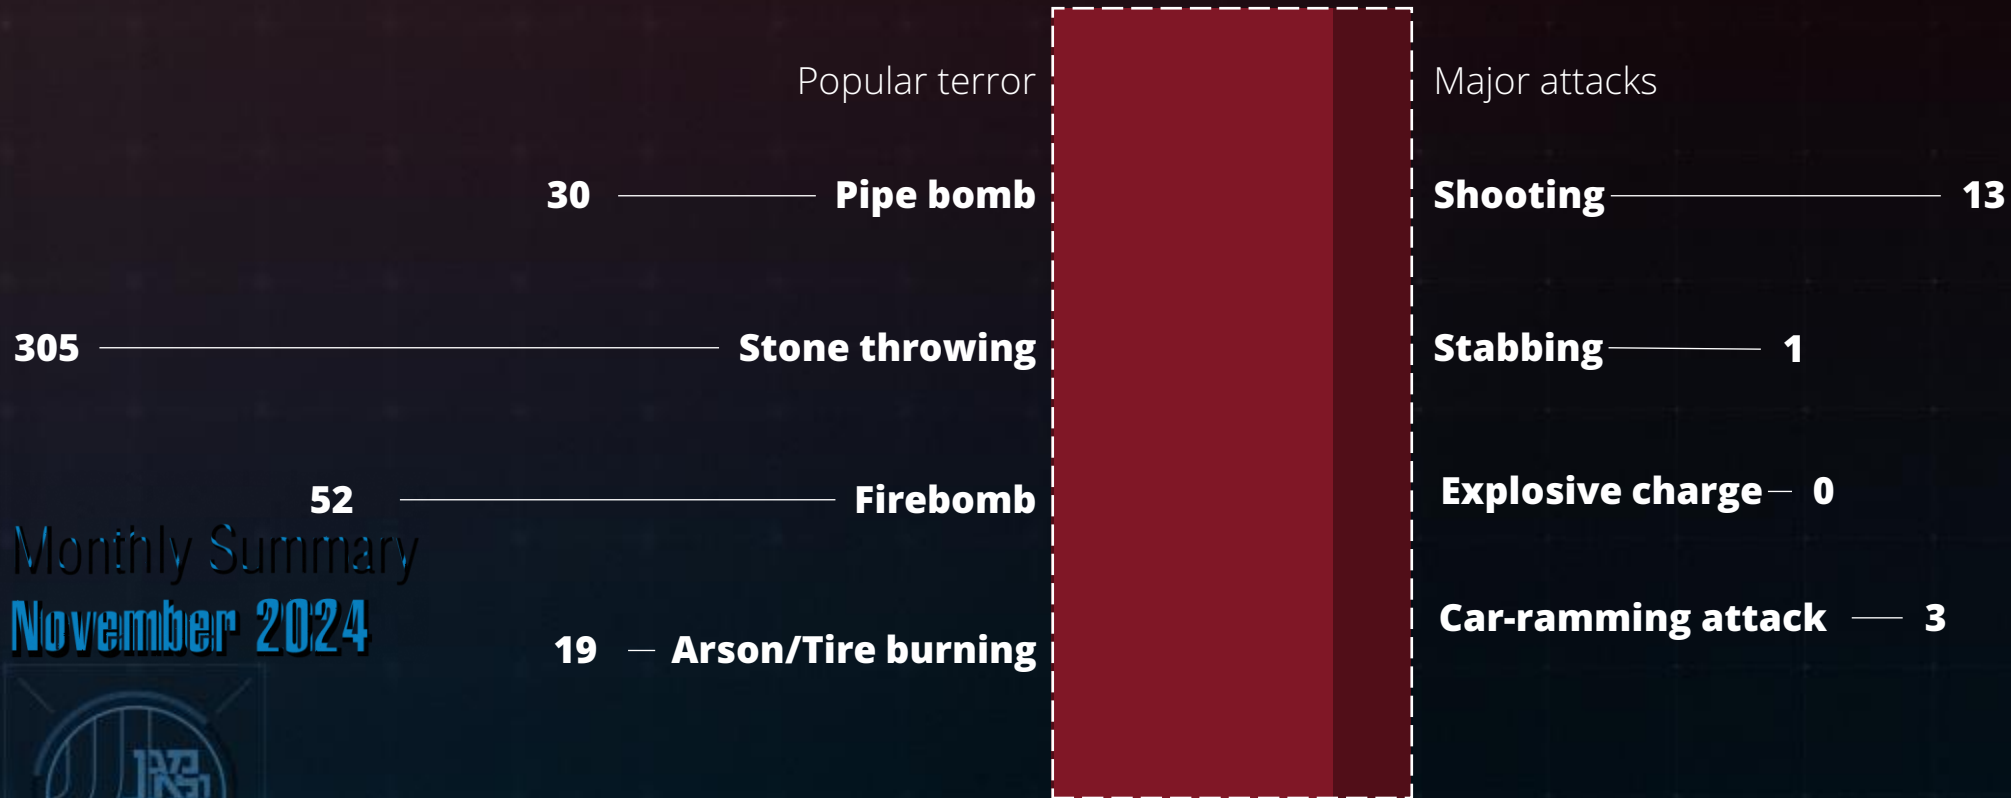 Popular terror
Major attacks
30 Pipe bomb
Shooting 13
305 Stone throwing
Stabbing 1
52 Firebomb
Explosive charge 0
Monthly Summary
November 2024
Car-ramming attack 3
19 Arson/Tire burning